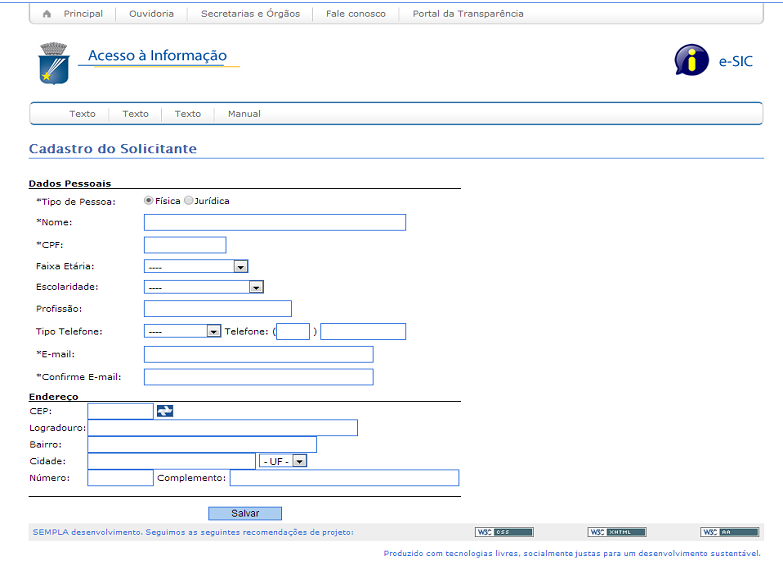 Principal Ouvidoria Secretarias e Órgãos Fale conosco Portal da Transparência
Acesso à Informação
i e-SIC
Texto Texto Texto Manual
Cadastro do Solicitante
Dados Pessoais
*Tipo de Pessoa: Física Jurídica
*Nome:
*CPF:
Faixa Etária: ----
Escolaridade: ----
Profissão:
Tipo Telefone: ---- Telefone: ( )
*E-mail:
*Confirme E-mail:
Endereço
CEP:
Logradouro:
Bairro:
Cidade: - UF -
Número: Complemento:
Salvar
SEMPLA desenvolvimento. Seguimos as seguintes recomendações de projeto: W3C CSS W3C XHTML W3C AA
Produzido com tecnologias livres, socialmente justas para um desenvolvimento sustentável.